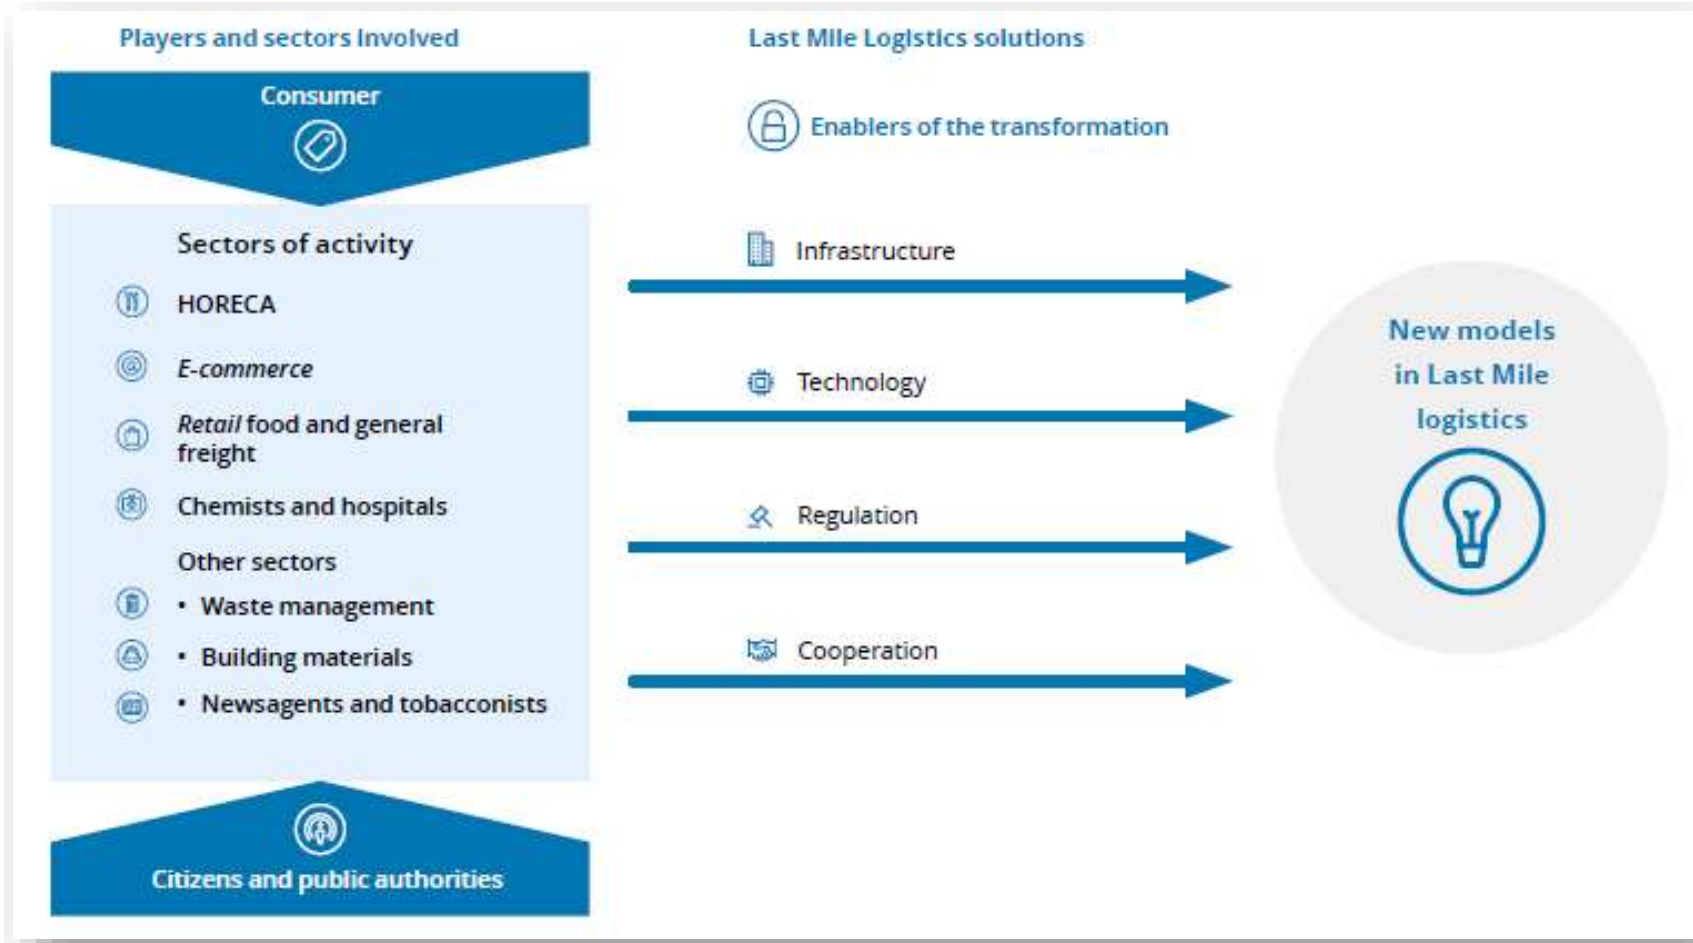 Players and sectors involved
Consumer
Sectors of activity
HORECA
E-commerce
Retail food and general
freight
Chemists and hospitals
Other sectors
• Waste management
• Building materials
• Newsagents and tobacconists
Citizens and public authorities
Last Mile Logistics solutions
Enablers of the transformation
Infrastructure
Technology
Regulation
Cooperation
New models
in Last Mile
logistics